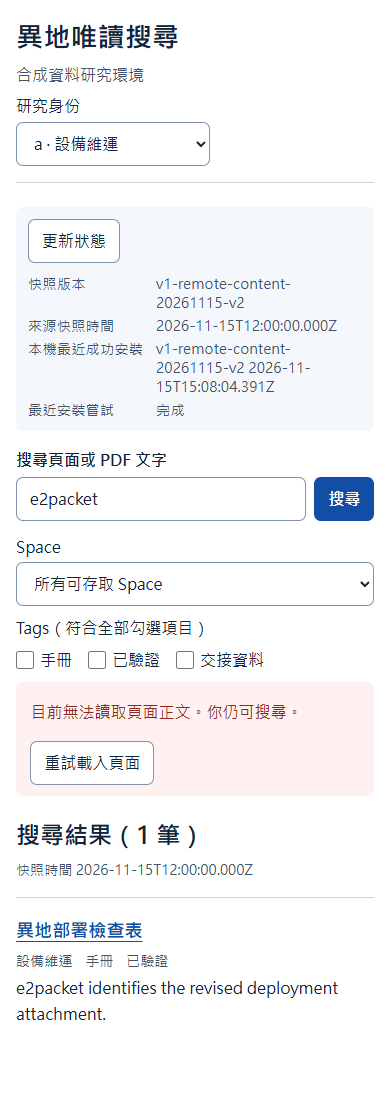 異地唯讀搜尋
合成資料研究環境
研究身份
a · 設備維運
更新狀態
快照版本 v1-remote-content-
20261115-v2
來源快照時間 2026-11-15T12:00:00.000Z
本機最近成功安裝 v1-remote-content-
20261115-v2 2026-11-
15T15:08:04.391Z
最近安裝嘗試 完成
搜尋頁面或 PDF 文字
e2packet 搜尋
Space
所有可存取 Space
Tags（符合全部勾選項目）
手冊 已驗證 交接資料
目前無法讀取頁面正文。你仍可搜尋。
重試載入頁面
搜尋結果（1 筆）
快照時間 2026-11-15T12:00:00.000Z
異地部署檢查表
設備維運 手冊 已驗證
e2packet identifies the revised deployment
attachment.